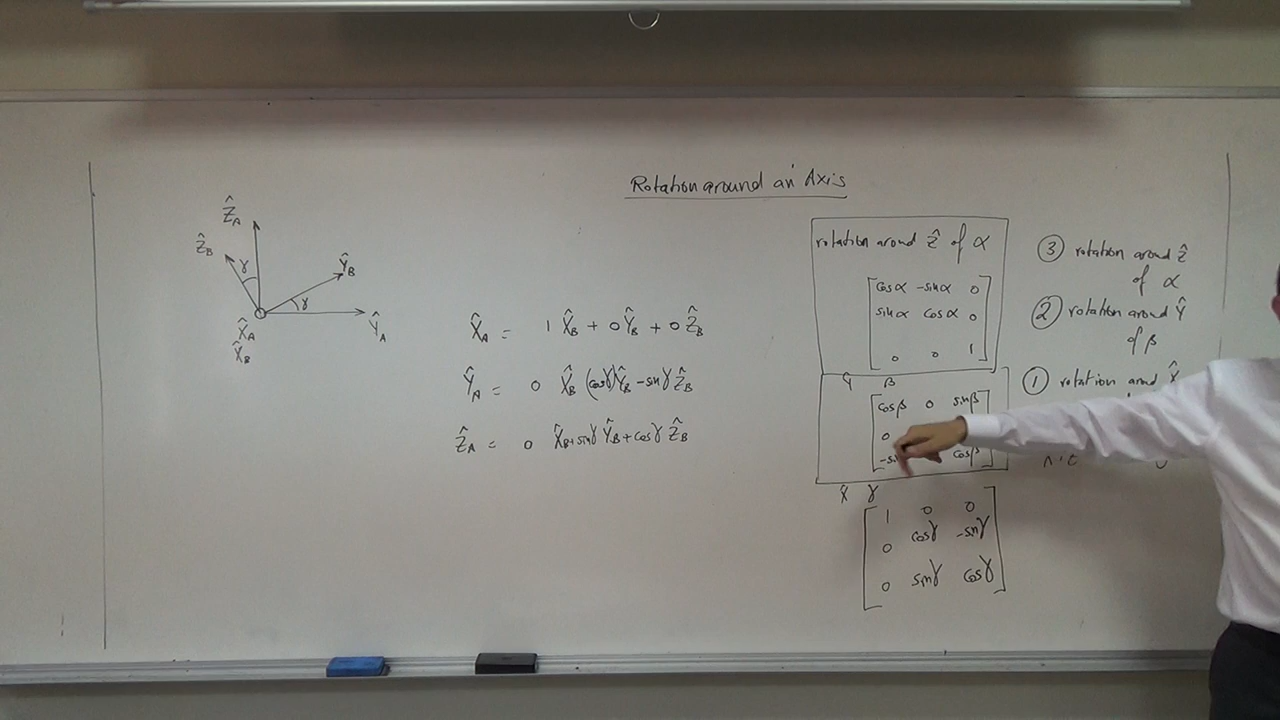 Rotation around an Axis
Ẑ_A
Ẑ_B
γ
Ŷ_B
γ
X̂_A
Ŷ_A
X̂_B
X̂_A = 1 X̂_B + 0 Ŷ_B + 0 Ẑ_B
Ŷ_A = 0 X̂_B (cosγ) Ŷ_B - sinγ Ẑ_B
Ẑ_A = 0 X̂_B + sinγ Ŷ_B + cosγ Ẑ_B
rotation around Ẑ of α
cosα -sinα 0
sinα cosα 0
0 0 1
Ŷ β
cosβ 0 sinβ
0
cosβ
X̂ γ
1 0 0
0 cosγ -sinγ
0 sinγ cosγ
③ rotation around Ẑ
of α
② rotation around Ŷ
of β
① rotation